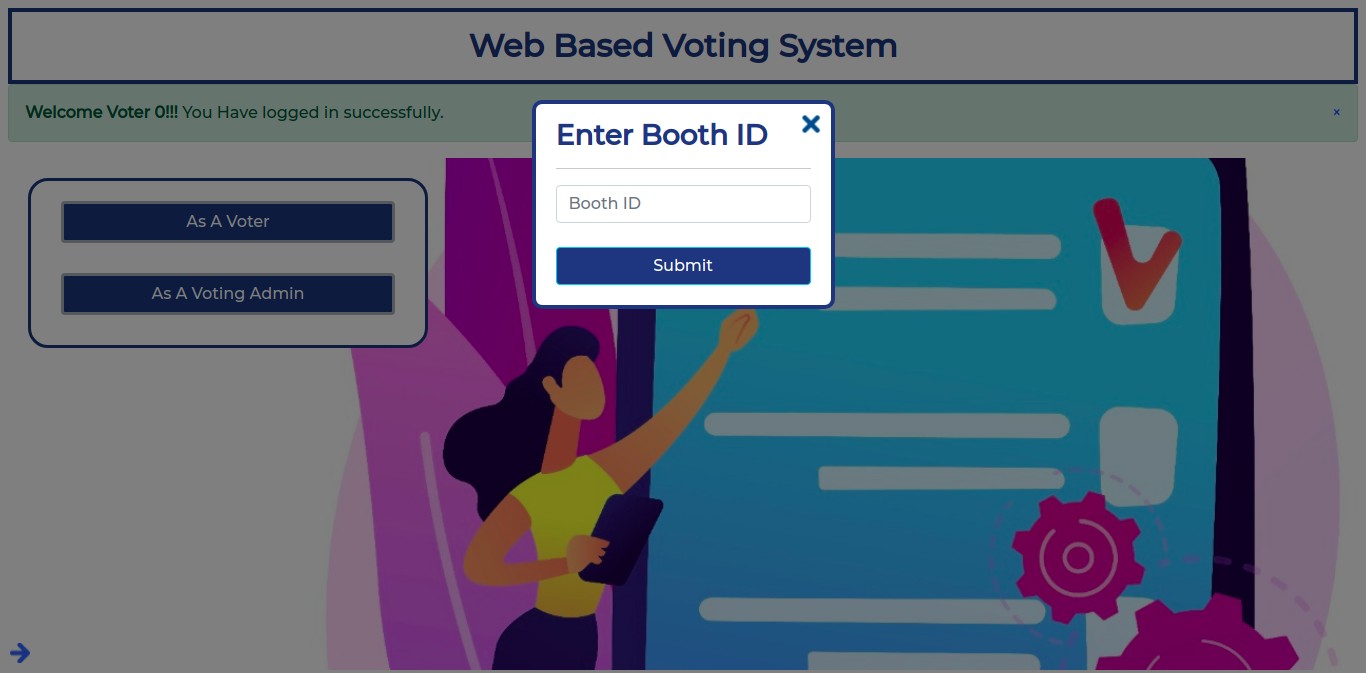 Web Based Voting System
Welcome Voter 0!!! You Have logged in successfully.
×
Enter Booth ID
Booth ID
Submit
As A Voter
As A Voting Admin